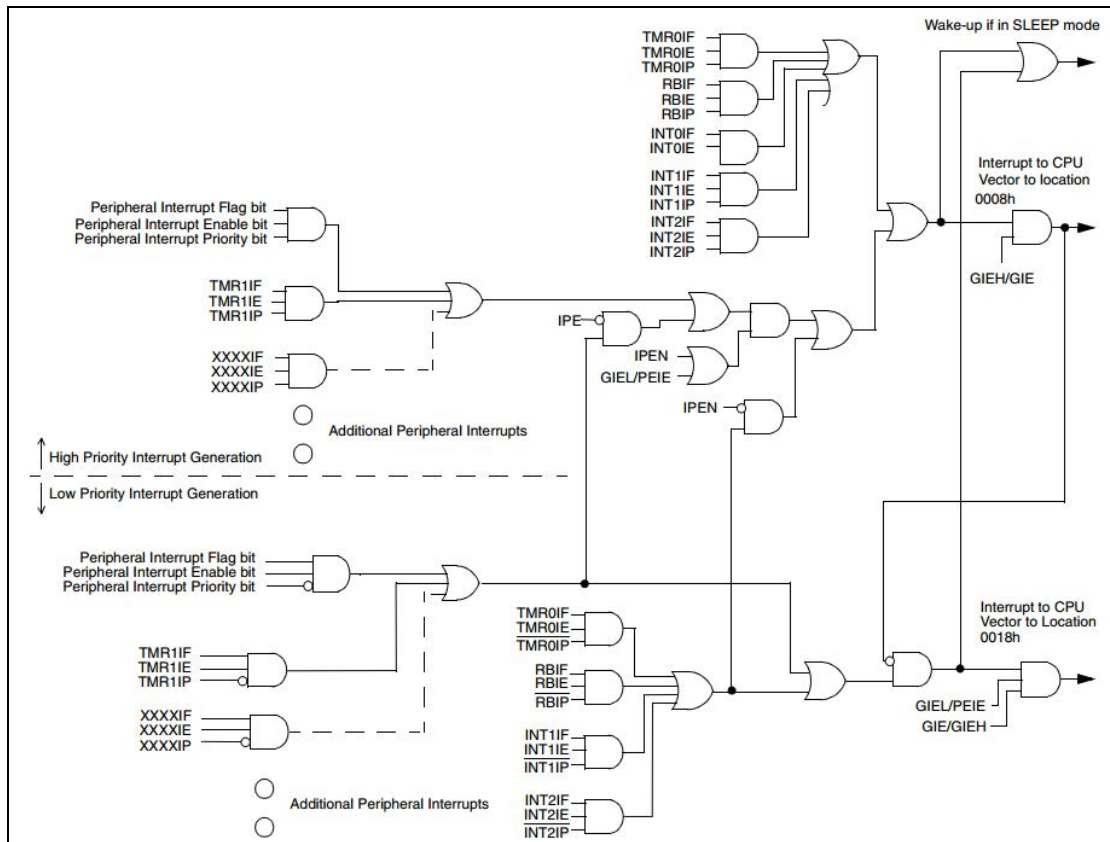 Wake-up if in SLEEP mode
TMR0IF
TMR0IE
TMR0IP
RBIF
RBIE
RBIP
INT0IF
INT0IE
INT1IF
INT1IE
INT1IP
INT2IF
INT2IE
INT2IP
Interrupt to CPU
Vector to location
0008h
GIEH/GIE
Peripheral Interrupt Flag bit
Peripheral Interrupt Enable bit
Peripheral Interrupt Priority bit
TMR1IF
TMR1IE
TMR1IP
XXXXIF
XXXXIE
XXXXIP
IPE
IPEN
GIEL/PEIE
IPEN
Additional Peripheral Interrupts
High Priority Interrupt Generation
Low Priority Interrupt Generation
Peripheral Interrupt Flag bit
Peripheral Interrupt Enable bit
Peripheral Interrupt Priority bit
TMR1IF
TMR1IE
TMR1IP
XXXXIF
XXXXIE
XXXXIP
Additional Peripheral Interrupts
TMR0IF
TMR0IE
TMR0IP
RBIF
RBIE
RBIP
INT1IF
INT1IE
INT1IP
INT2IF
INT2IE
INT2IP
Interrupt to CPU
Vector to Location
0018h
GIEL/PEIE
GIE/GIEH